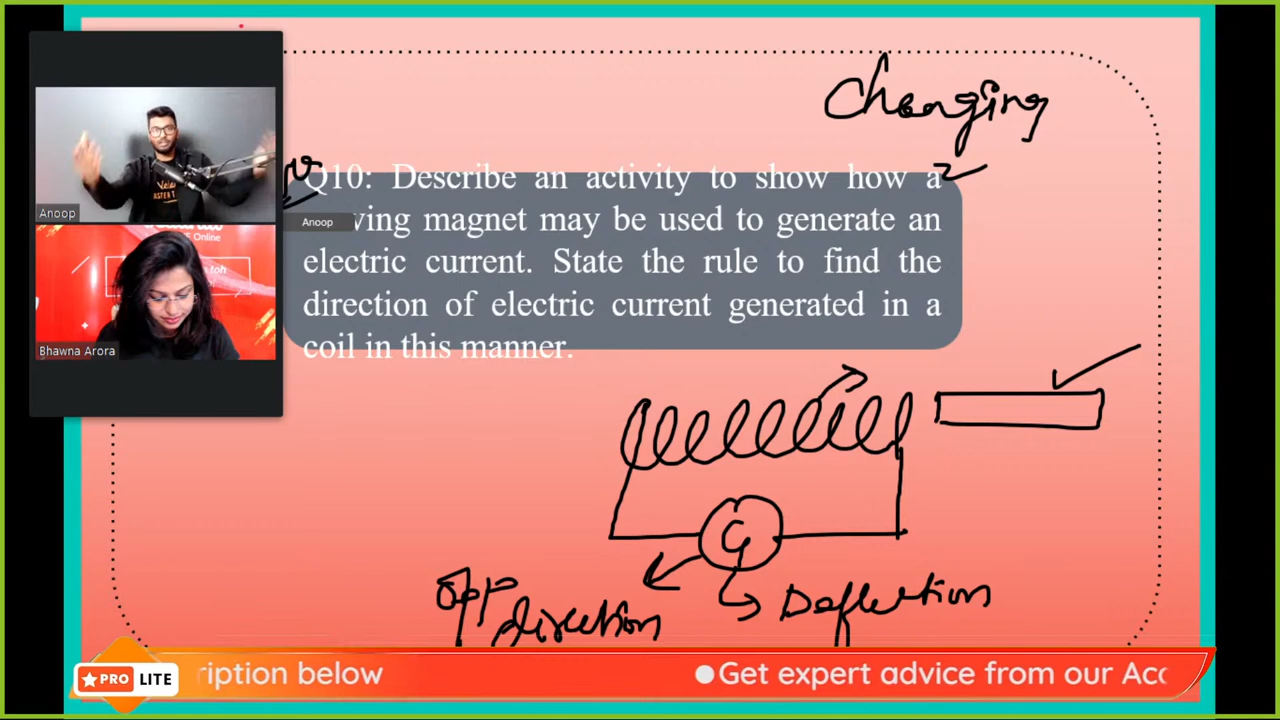 Changing
Q10: Describe an activity to show how a
ving magnet may be used to generate an
electric current. State the rule to find the
direction of electric current generated in a
coil in this manner.
Anoop
Anoop
Online
toh
Bhawna Arora
G
opp
direction
Deflection
PRO LITE
ription below
●Get expert advice from our Acc